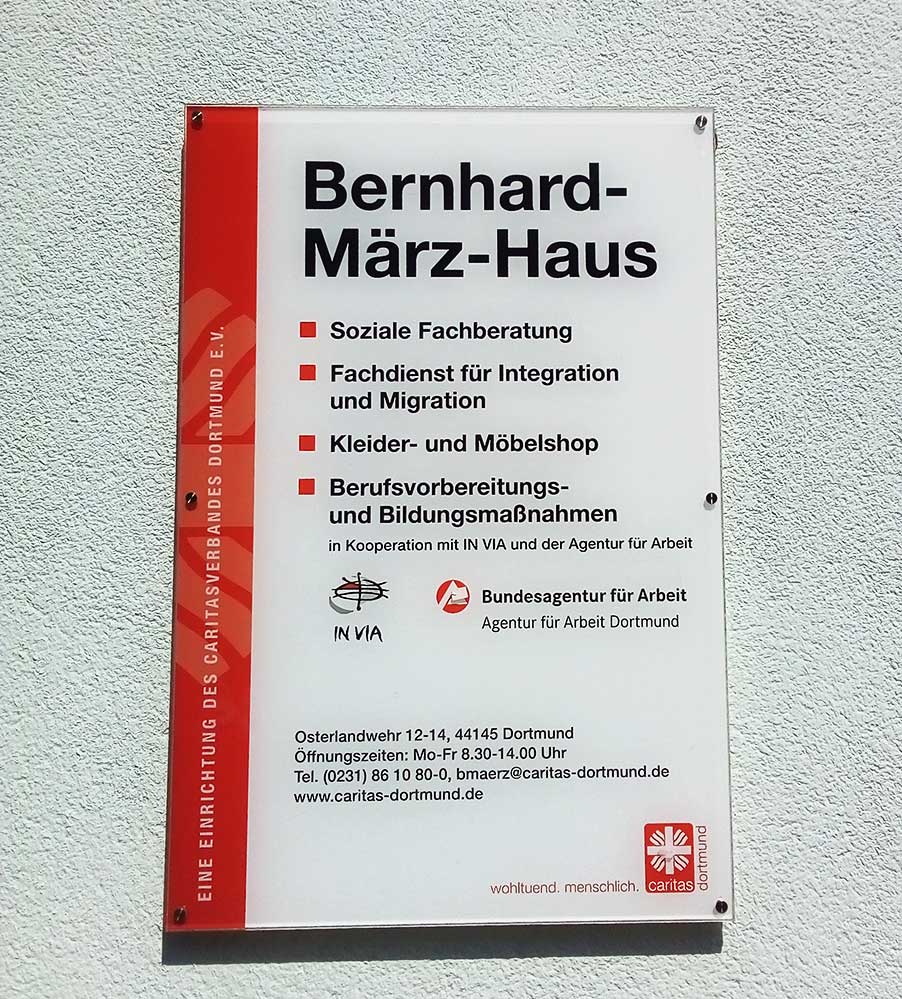 Bernhard-
März-Haus
Soziale Fachberatung
Fachdienst für Integration
und Migration
Kleider- und Möbelshop
Berufsvorbereitungs-
und Bildungsmaßnahmen
in Kooperation mit IN VIA und der Agentur für Arbeit
IN VIA
Bundesagentur für Arbeit
Agentur für Arbeit Dortmund
Osterlandwehr 12-14, 44145 Dortmund
Öffnungszeiten: Mo-Fr 8.30-14.00 Uhr
Tel. (0231) 86 10 80-0, bmaerz@caritas-dortmund.de
www.caritas-dortmund.de
wohltuend. menschlich.
caritas
dortmund
EINE EINRICHTUNG DES CARITASVERBANDES DORTMUND E.V.